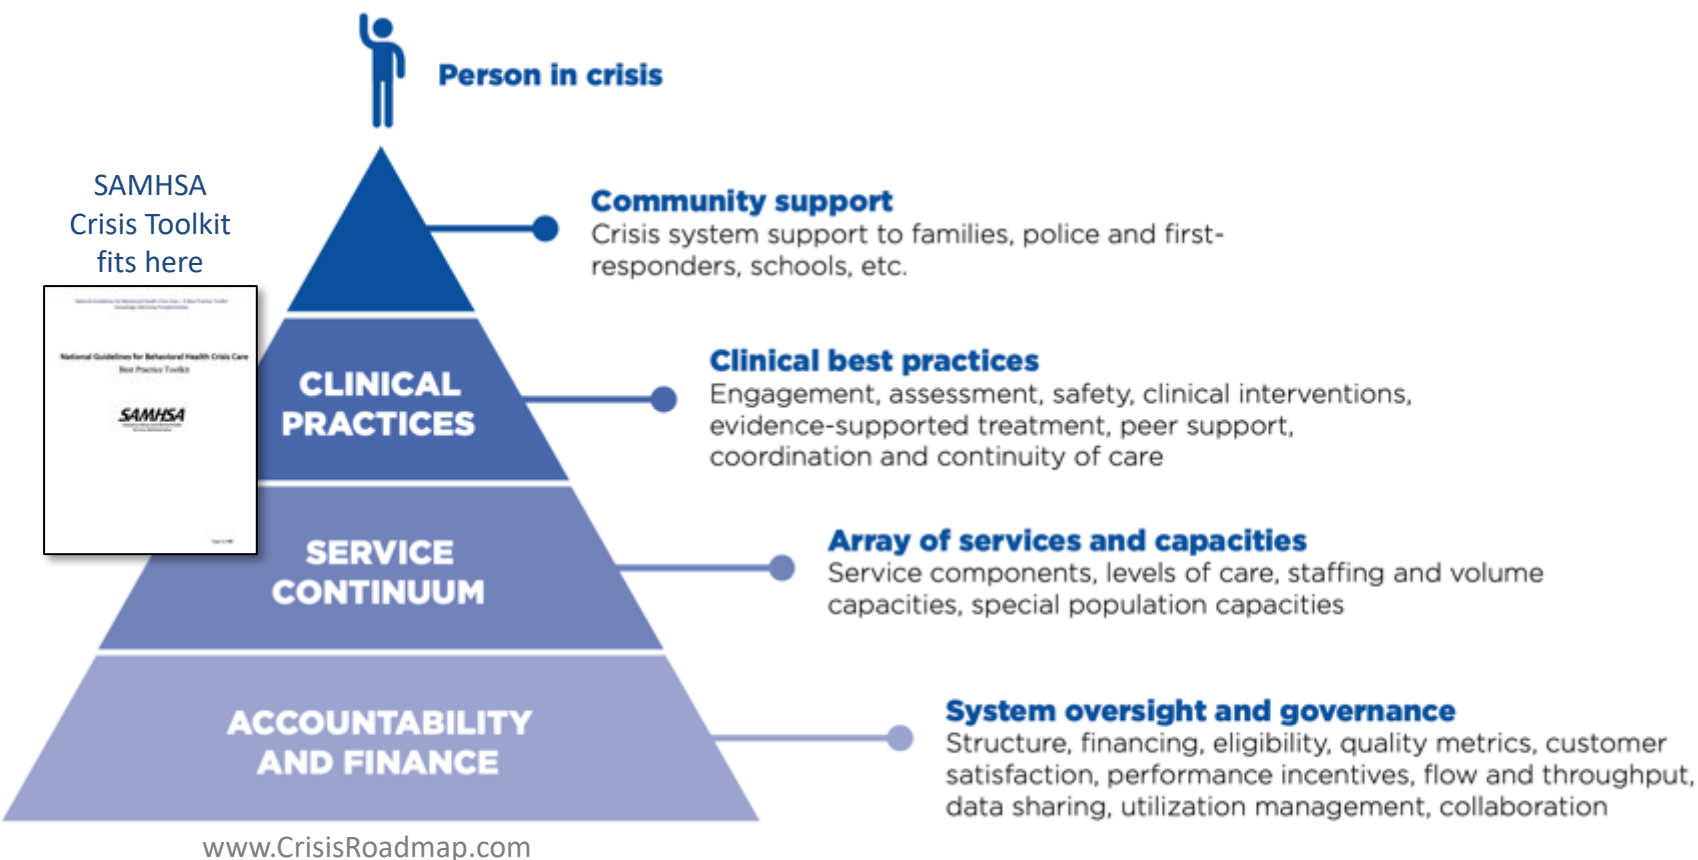 Person in crisis
SAMHSA
Crisis Toolkit
fits here
National Guidelines for Behavioral Health Crisis Care
Best Practice Toolkit
SAMHSA
Community support
Crisis system support to families, police and first-
responders, schools, etc.
CLINICAL
PRACTICES
Clinical best practices
Engagement, assessment, safety, clinical interventions,
evidence-supported treatment, peer support,
coordination and continuity of care
SERVICE
CONTINUUM
Array of services and capacities
Service components, levels of care, staffing and volume
capacities, special population capacities
ACCOUNTABILITY
AND FINANCE
System oversight and governance
Structure, financing, eligibility, quality metrics, customer
satisfaction, performance incentives, flow and throughput,
data sharing, utilization management, collaboration
www.CrisisRoadmap.com